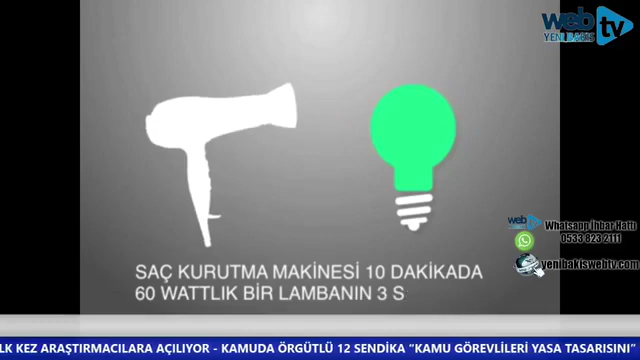 web tv
YENİ BAKIŞ
SAÇ KURUTMA MAKİNESİ 10 DAKİKADA
60 WATTLIK BİR LAMBANIN 3 S
web
Whatsapp İhbar Hattı
0533 823 2111
yenibakiswebtv.com
LK KEZ ARAŞTIRMACILARA AÇILIYOR - KAMUDA ÖRGÜTLÜ 12 SENDİKA “KAMU GÖREVLİLERİ YASA TASARISINI”